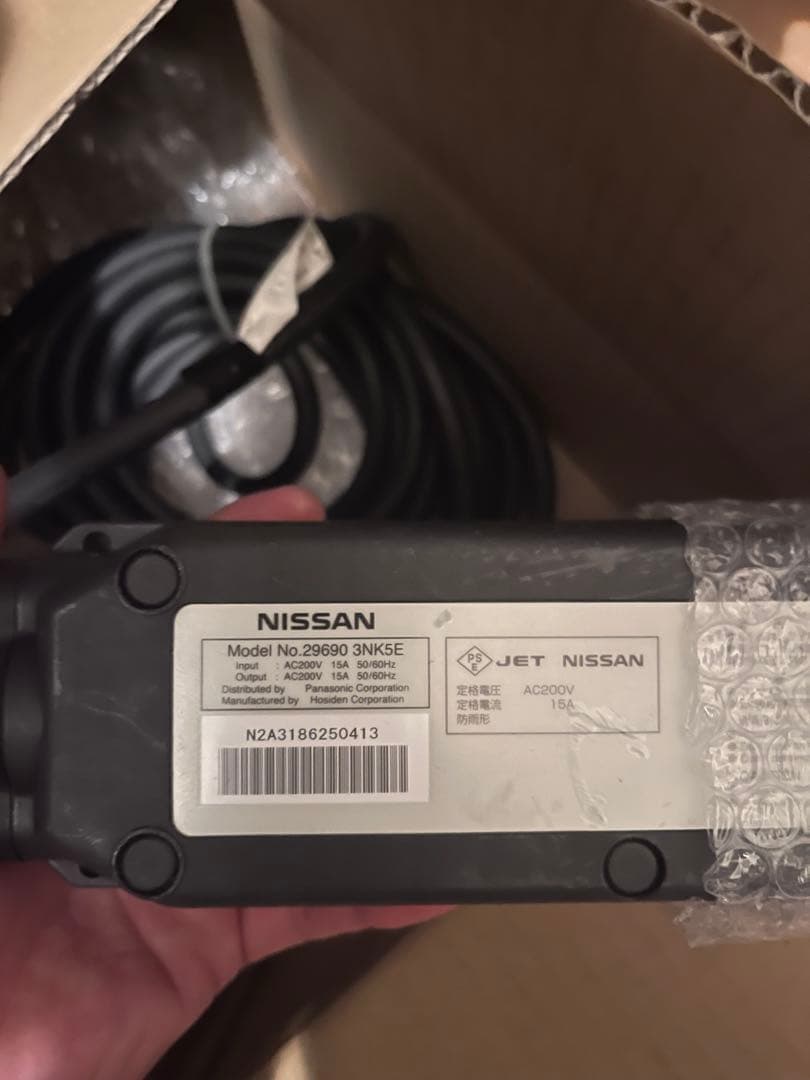 NISSAN
Model No.29690 3NK5E
Input : AC200V 15A 50/60Hz
Output : AC200V 15A 50/60Hz
Distributed by Panasonic Corporation
Manufactured by Hosiden Corporation
N2A3186250413
PS E JET NISSAN
定格電圧 AC200V
定格電流 15A
防雨形